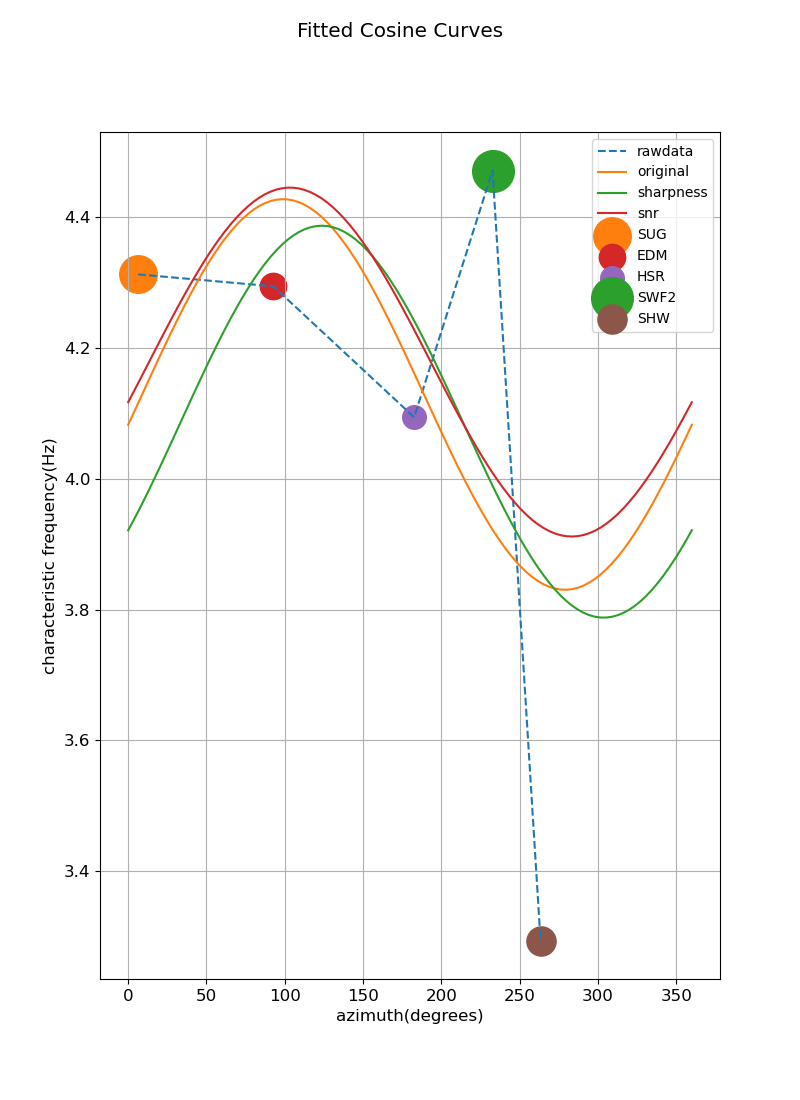 Fitted Cosine Curves
rawdata
original
sharpness
snr
SUG
EDM
HSR
SWF2
SHW
characteristic frequency(Hz)
4.4
4.2
4.0
3.8
3.6
3.4
0 50 100 150 200 250 300 350
azimuth(degrees)